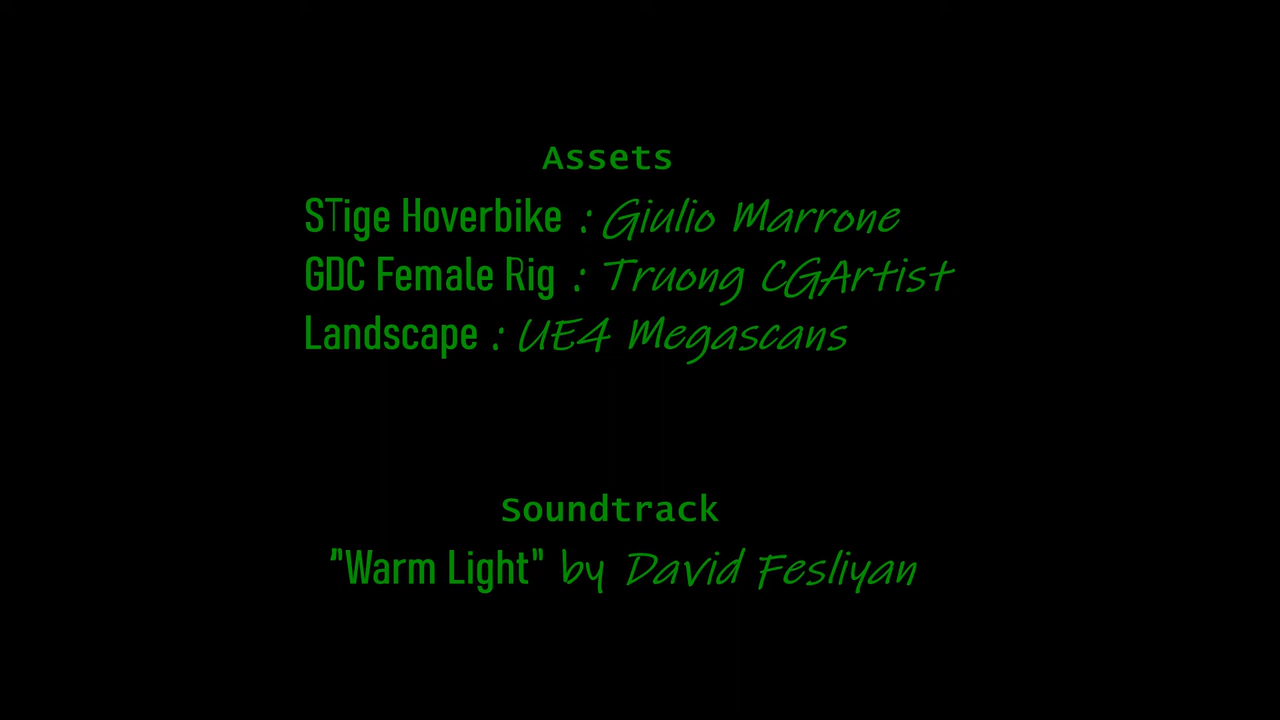 Assets
STige Hoverbike : Giulio Marrone
GDC Female Rig : Truong CGArtist
Landscape : UE4 Megascans
Soundtrack
"Warm Light" by David Fesliyan